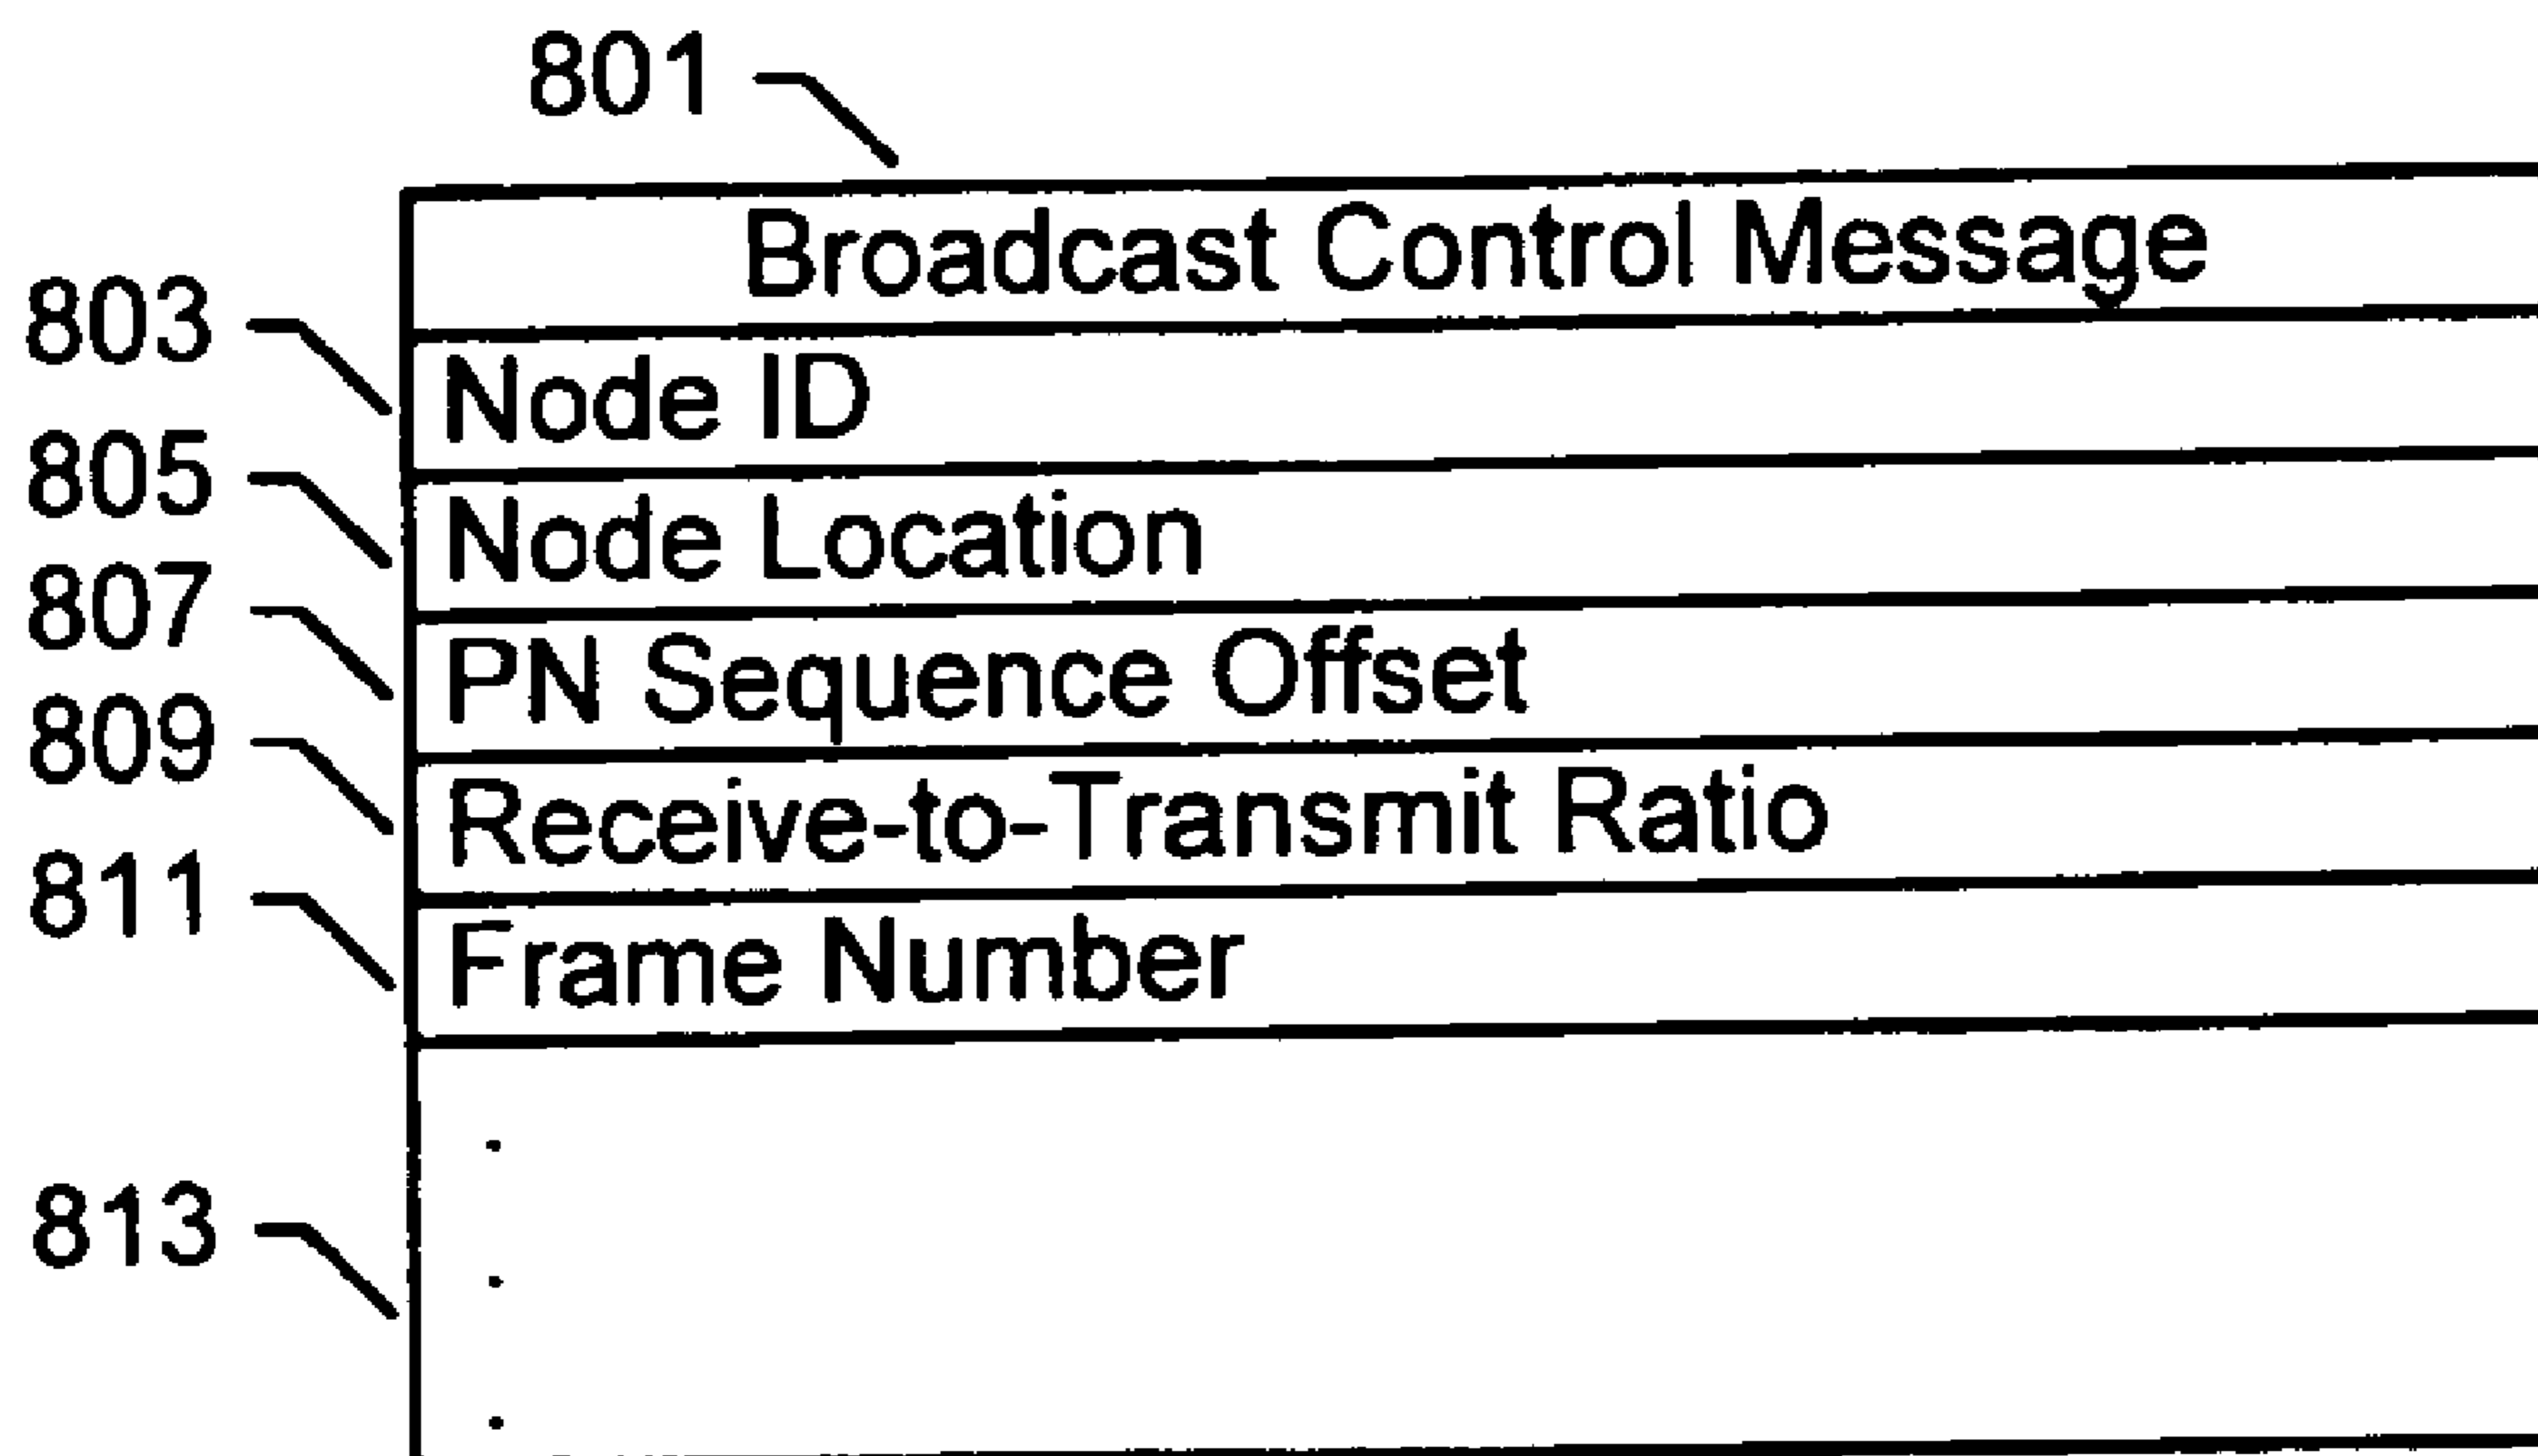 801
Broadcast Control Message
803
Node ID
805
Node Location
807
PN Sequence Offset
809
Receive-to-Transmit Ratio
811
Frame Number
813
.
.
.